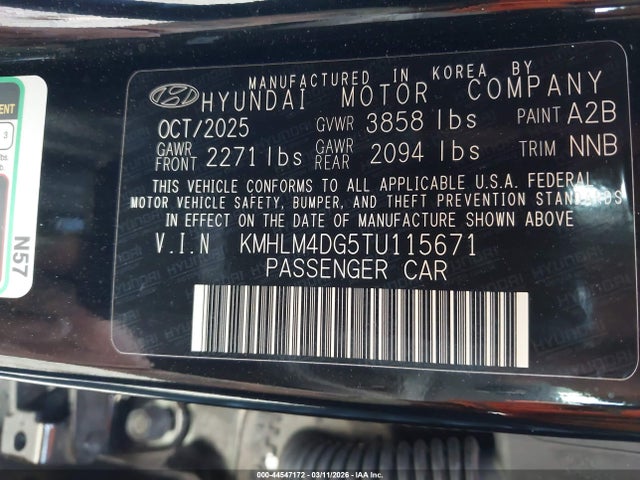 MANUFACTURED IN KOREA BY
HYUNDAI MOTOR COMPANY
OCT/2025 GVWR 3858 lbs PAINT A2B
GAWR FRONT 2271 lbs GAWR REAR 2094 lbs TRIM NNB
THIS VEHICLE CONFORMS TO ALL APPLICABLE U.S.A. FEDERAL
MOTOR VEHICLE SAFETY, BUMPER, AND THEFT PREVENTION STANDARDS
IN EFFECT ON THE DATE OF MANUFACTURE SHOWN ABOVE
V.I.N KMHLM4DG5TU115671
PASSENGER CAR
N57
3
000-44547172 - 03/11/2026 - IAA Inc.